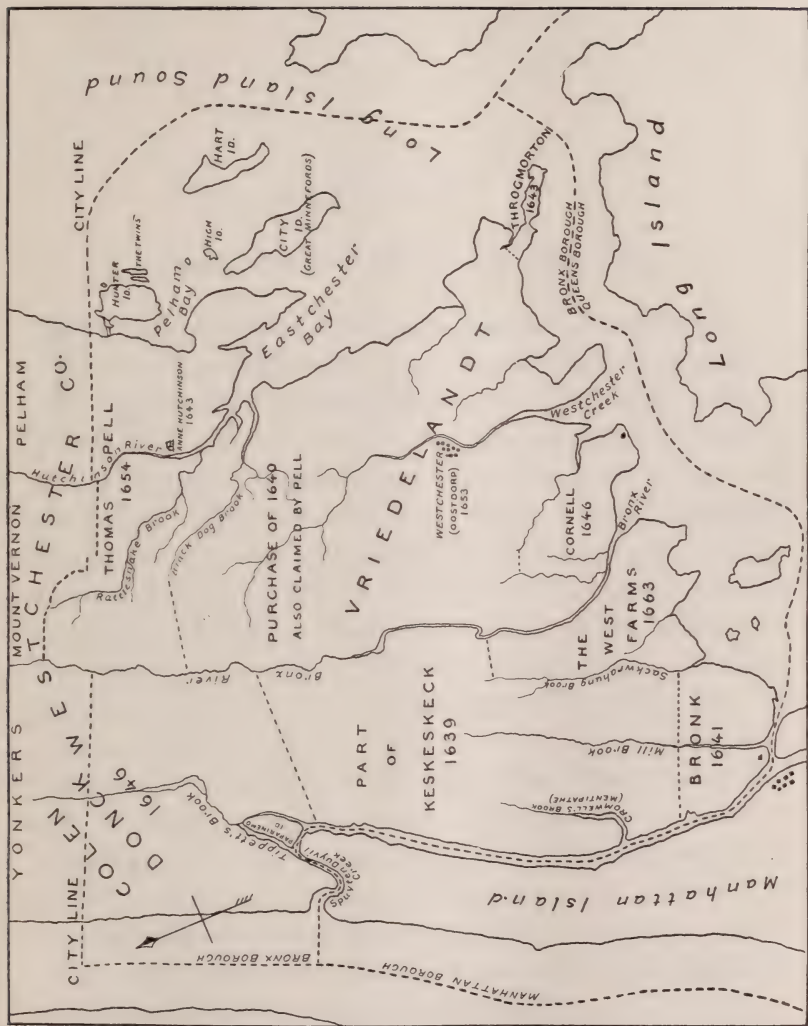 YONKERS
MOUNT VERNON
PELHAM
WESTCHESTER CO.
CITY LINE
CITY LINE
COLEN DONCK
1646
THOMAS PELL
1654
Hutchinson River
ANNE HUTCHINSON
1643
HUNTER
ID.
THE TWINS
Pelham
Bay
HIGH
ID.
HART
ID.
CITY
ID.
(GREAT MINNEFORDS)
Eastchester
Bay
Long Island Sound
Rattlesnake Brook
Black Dog Brook
PURCHASE OF 1640
ALSO CLAIMED BY PELL
Bronx River
Tippett's Brook
PAPARINEMO
ID.
Spuyten Duyvil
Creek
BRONX BOROUGH
MANHATTAN BOROUGH
Manhattan Island
PART
OF
KESKESKECK
1639
VRIEDELANDT
WESTCHESTER
(OOSTDORP)
1653
Westchester
Creek
THROGMORTON
1643
BRONX BOROUGH
QUEENS BOROUGH
CORNELL
1646
Bronx
River
THE
WEST
FARMS
1663
Sackwrahung Brook
Mill Brook
CROMWELL'S BROOK
(MENTIPATHE)
BRONK
1641
Long Island